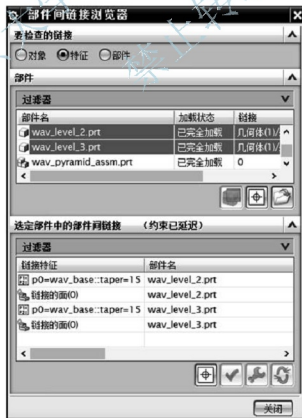 部件间链接浏览器
要检查的链接
对象 特征 部件
部件
过滤器
部件名 加载状态 链接
wav_level_2.prt 已完全加载 几何体(1)/
wav_level_3.prt 已完全加载 几何体(1)/
wav_pyramid_assm.prt 已完全加载 0
选定部件中的部件间链接 (约束已延迟)
过滤器
链接特征 部件名
p0=wav_base::taper=15 wav_level_2.prt
链接的面(0) wav_level_2.prt
p0=wav_base::taper=15 wav_level_3.prt
链接的面(0) wav_level_3.prt
关闭